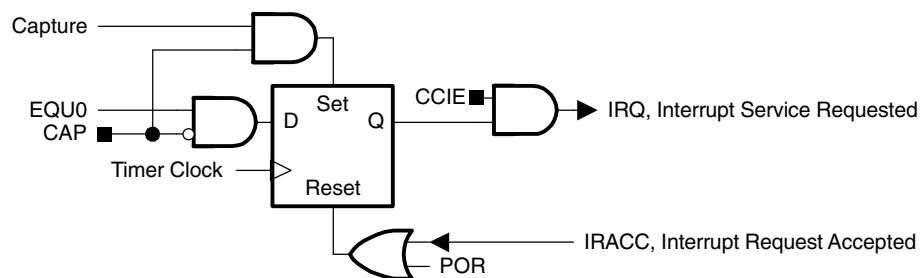 Capture
EQU0
CAP
Timer Clock
Set
D
Q
Reset
CCIE
IRQ, Interrupt Service Requested
IRACC, Interrupt Request Accepted
POR